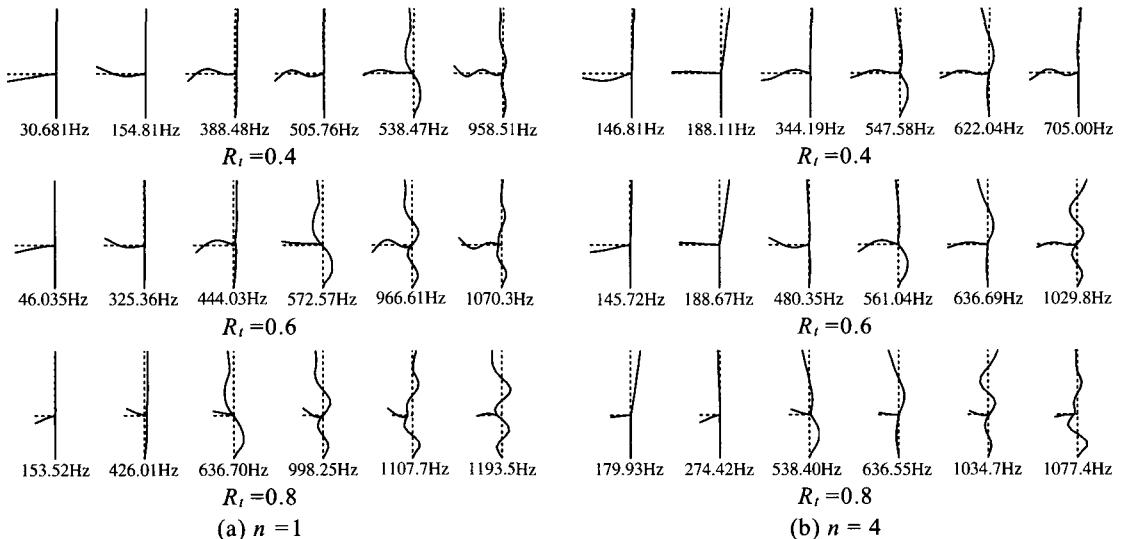 30.681Hz 154.81Hz 388.48Hz 505.76Hz 538.47Hz 958.51Hz
R_t=0.4
46.035Hz 325.36Hz 444.03Hz 572.57Hz 966.61Hz 1070.3Hz
R_t=0.6
153.52Hz 426.01Hz 636.70Hz 998.25Hz 1107.7Hz 1193.5Hz
R_t=0.8
(a) n =1
146.81Hz 188.11Hz 344.19Hz 547.58Hz 622.04Hz 705.00Hz
R_t=0.4
145.72Hz 188.67Hz 480.35Hz 561.04Hz 636.69Hz 1029.8Hz
R_t=0.6
179.93Hz 274.42Hz 538.40Hz 636.55Hz 1034.7Hz 1077.4Hz
R_t=0.8
(b) n = 4